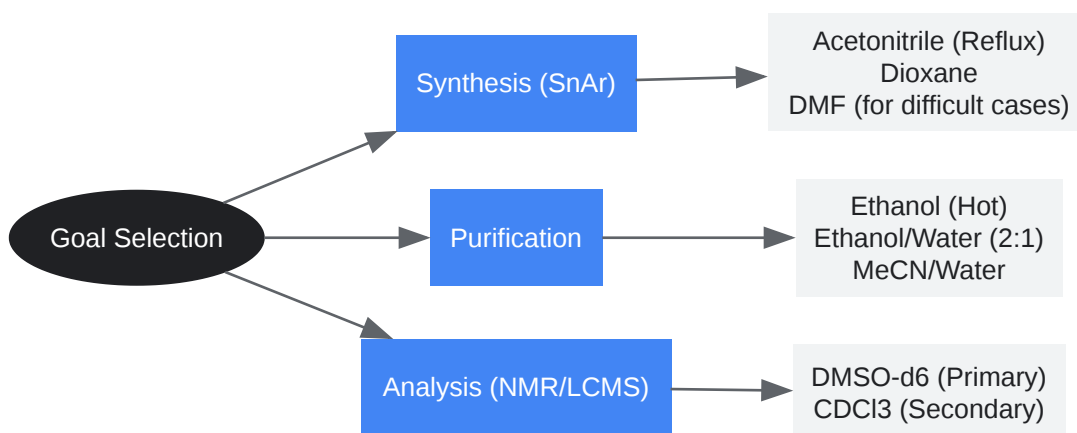 Goal Selection
Synthesis (SnAr)
Acetonitrile (Reflux)
Dioxane
DMF (for difficult cases)
Purification
Ethanol (Hot)
Ethanol/Water (2:1)
MeCN/Water
Analysis (NMR/LCMS)
DMSO-d6 (Primary)
CDCl3 (Secondary)